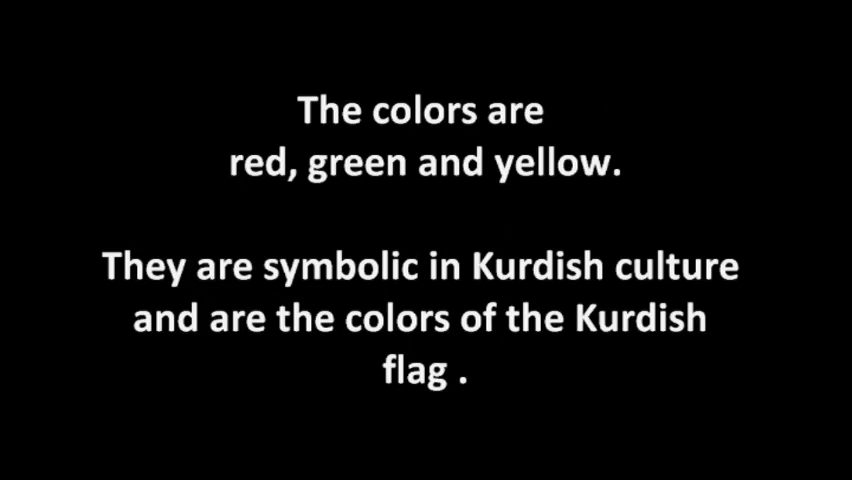 The colors are
red, green and yellow.
They are symbolic in Kurdish culture
and are the colors of the Kurdish
flag .